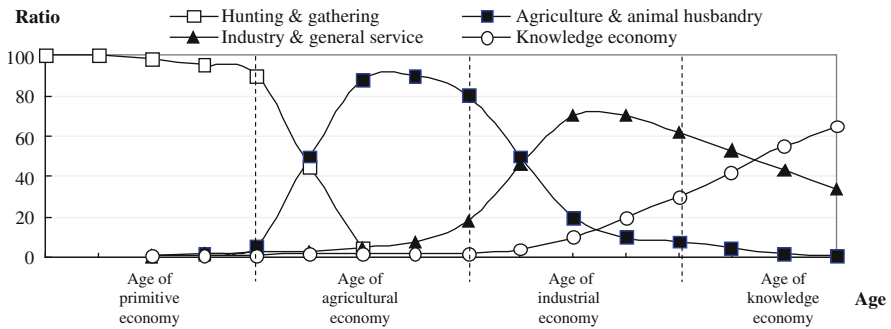 Ratio
Hunting & gathering
Agriculture & animal husbandry
Industry & general service
Knowledge economy
100
80
60
40
20
0
Age of
primitive
economy
Age of
agricultural
economy
Age of
industrial
economy
Age of
knowledge
economy
Age